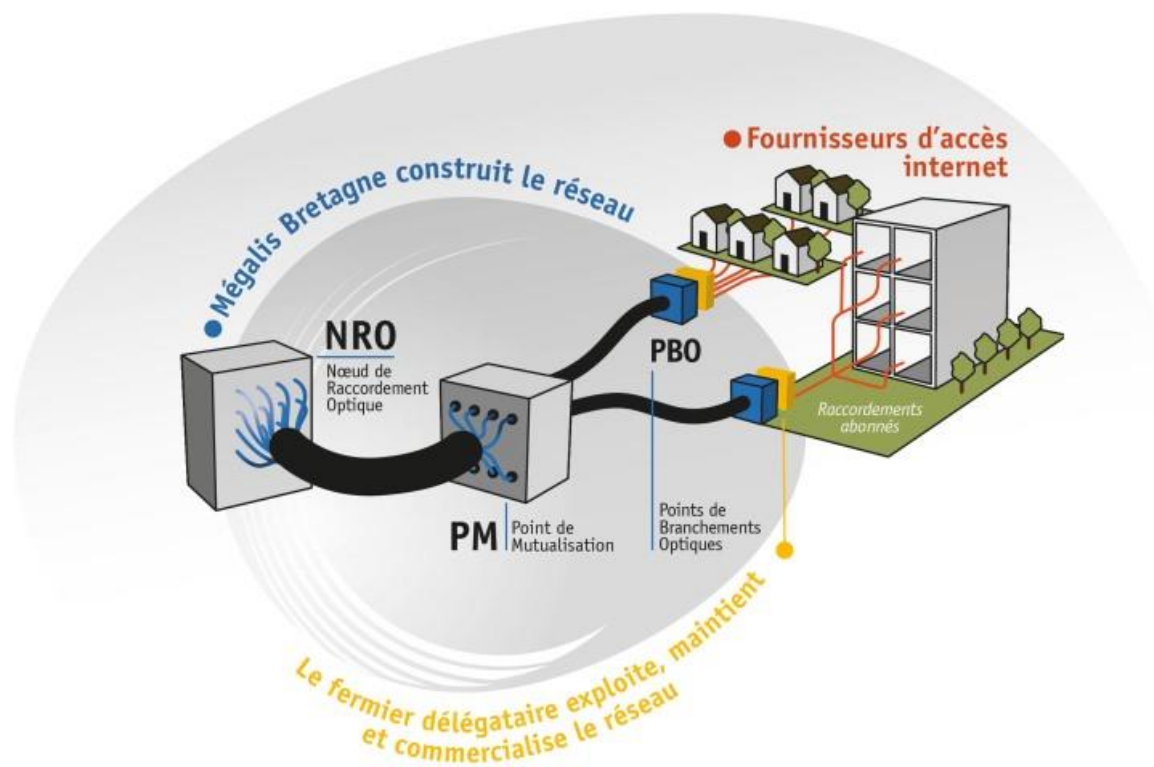 Mégalis Bretagne construit le réseau
Fournisseurs d'accès
internet
NRO
Nœud de
Raccordement
Optique
PBO
Raccordements
abonnés
PM
Point de
Mutualisation
Points de
Branchements
Optiques
Le fermier délégataire exploite, maintient
et commercialise le réseau